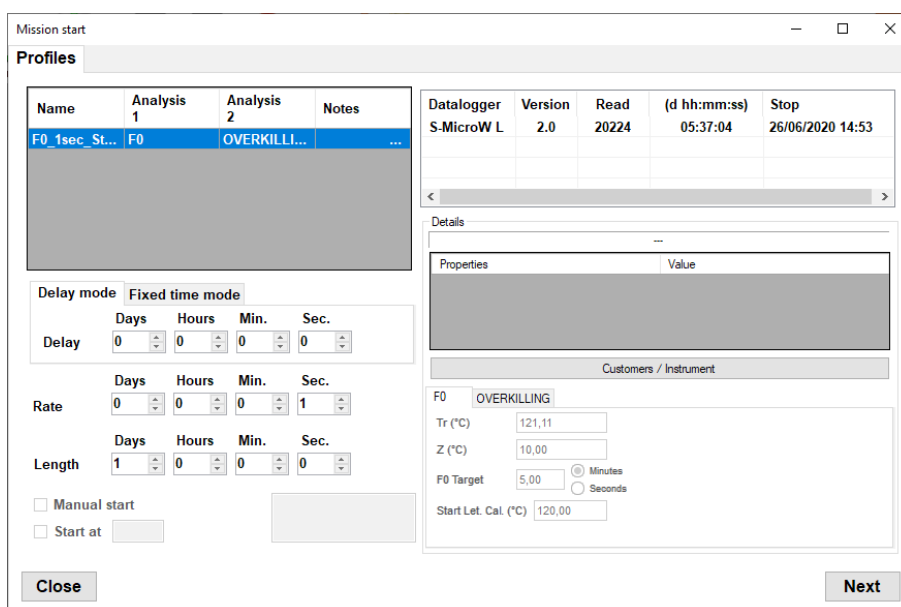 Mission start
Profiles
Name Analysis 1 Analysis 2 Notes
F0_1sec_St... F0 OVERKILLI... ...
Datalogger Version Read (d hh:mm:ss) Stop
S-MicroW L 2.0 20224 05:37:04 26/06/2020 14:53
Details
---
Properties Value
Customers / Instrument
Delay mode Fixed time mode
Days Hours Min. Sec.
Delay 0 0 0 0
Days Hours Min. Sec.
Rate 0 0 0 1
Days Hours Min. Sec.
Length 1 0 0 0
Manual start
Start at
F0 OVERKILLING
Tr (°C) 121,11
Z (°C) 10,00
F0 Target 5,00 Minutes
Seconds
Start Let. Cal. (°C) 120,00
Close Next